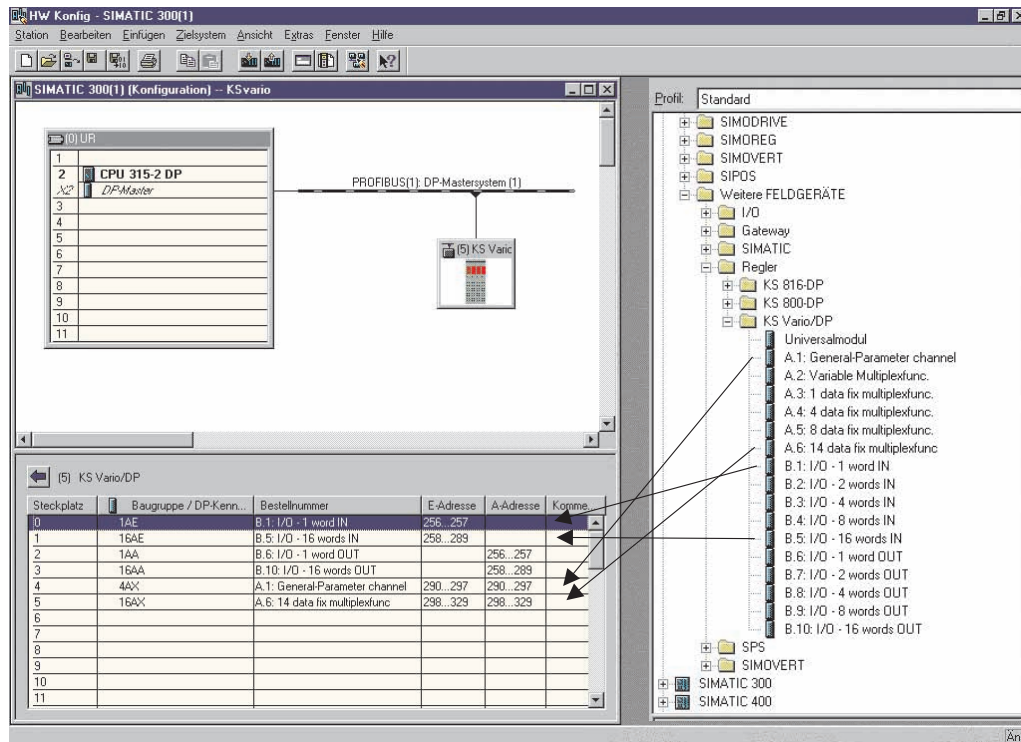 HW Konfig - SIMATIC 300(1)
Station Bearbeiten Einfügen Zielsystem Ansicht Extras Fenster Hilfe
SIMATIC 300(1) (Konfiguration) -- KSvario
(0) UR
1
2 CPU 315-2 DP
X2 DP-Master
3
4
5
6
7
8
9
10
11
PROFIBUS(1): DP-Mastersystem (1)
(5) KS Varic
(5) KS Vario/DP
Steckplatz Baugruppe / DP-Kenn... Bestellnummer E-Adresse A-Adresse Komme...
0 1AE B.1: I/O - 1 word IN 256...257
1 16AE B.5: I/O - 16 words IN 258...289
2 1AA B.6: I/O - 1 word OUT 256...257
3 16AA B.10: I/O - 16 words OUT 258...289
4 4AX A.1: General-Parameter channel 290...297 290...297
5 16AX A.6: 14 data fix multiplexfunc 298...329 298...329
6
7
8
9
10
11
Profil: Standard
SIMODRIVE
SIMOREG
SIMOVERT
SIPOS
Weitere FELDGERÄTE
I/O
Gateway
SIMATIC
Regler
KS 816-DP
KS 800-DP
KS Vario/DP
Universalmodul
A.1: General-Parameter channel
A.2: Variable Multiplexfunc.
A.3: 1 data fix multiplexfunc.
A.4: 4 data fix multiplexfunc.
A.5: 8 data fix multiplexfunc.
A.6: 14 data fix multiplexfunc
B.1: I/O - 1 word IN
B.2: I/O - 2 words IN
B.3: I/O - 4 words IN
B.4: I/O - 8 words IN
B.5: I/O - 16 words IN
B.6: I/O - 1 word OUT
B.7: I/O - 2 words OUT
B.8: I/O - 4 words OUT
B.9: I/O - 8 words OUT
B.10: I/O - 16 words OUT
SPS
SIMOVERT
SIMATIC 300
SIMATIC 400
Än